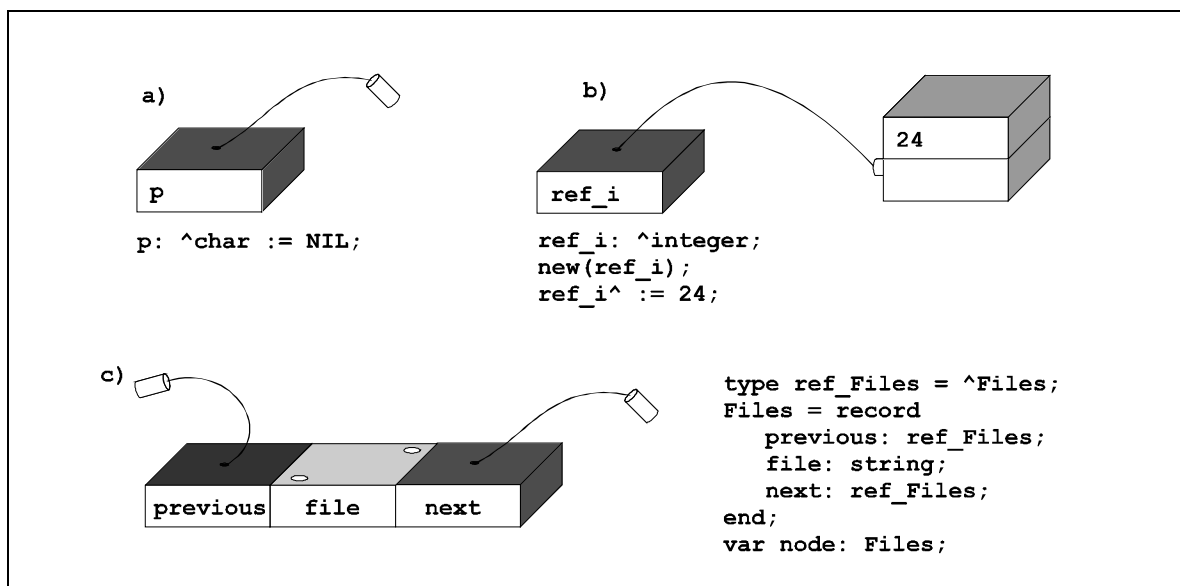 a)
p
p: ^char := NIL;
b)
ref_i
24
ref_i: ^integer;
new(ref_i);
ref_i^ := 24;
c)
previous file next
type ref_Files = ^Files;
Files = record
previous: ref_Files;
file: string;
next: ref_Files;
end;
var node: Files;